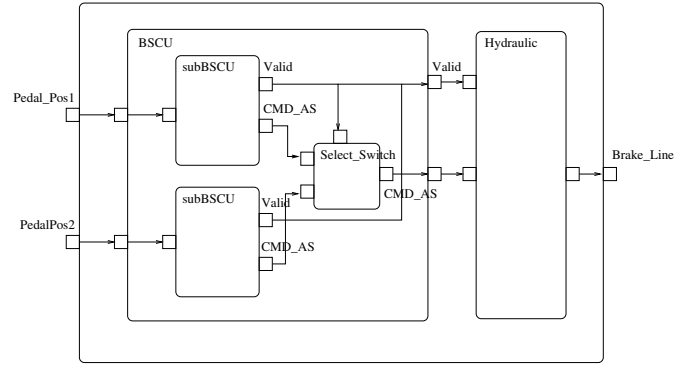 BSCU
Hydraulic
subBSCU
Valid
Valid
Pedal_Pos1
CMD_AS
Select_Switch
Brake_Line
CMD_AS
subBSCU
Valid
PedalPos2
CMD_AS